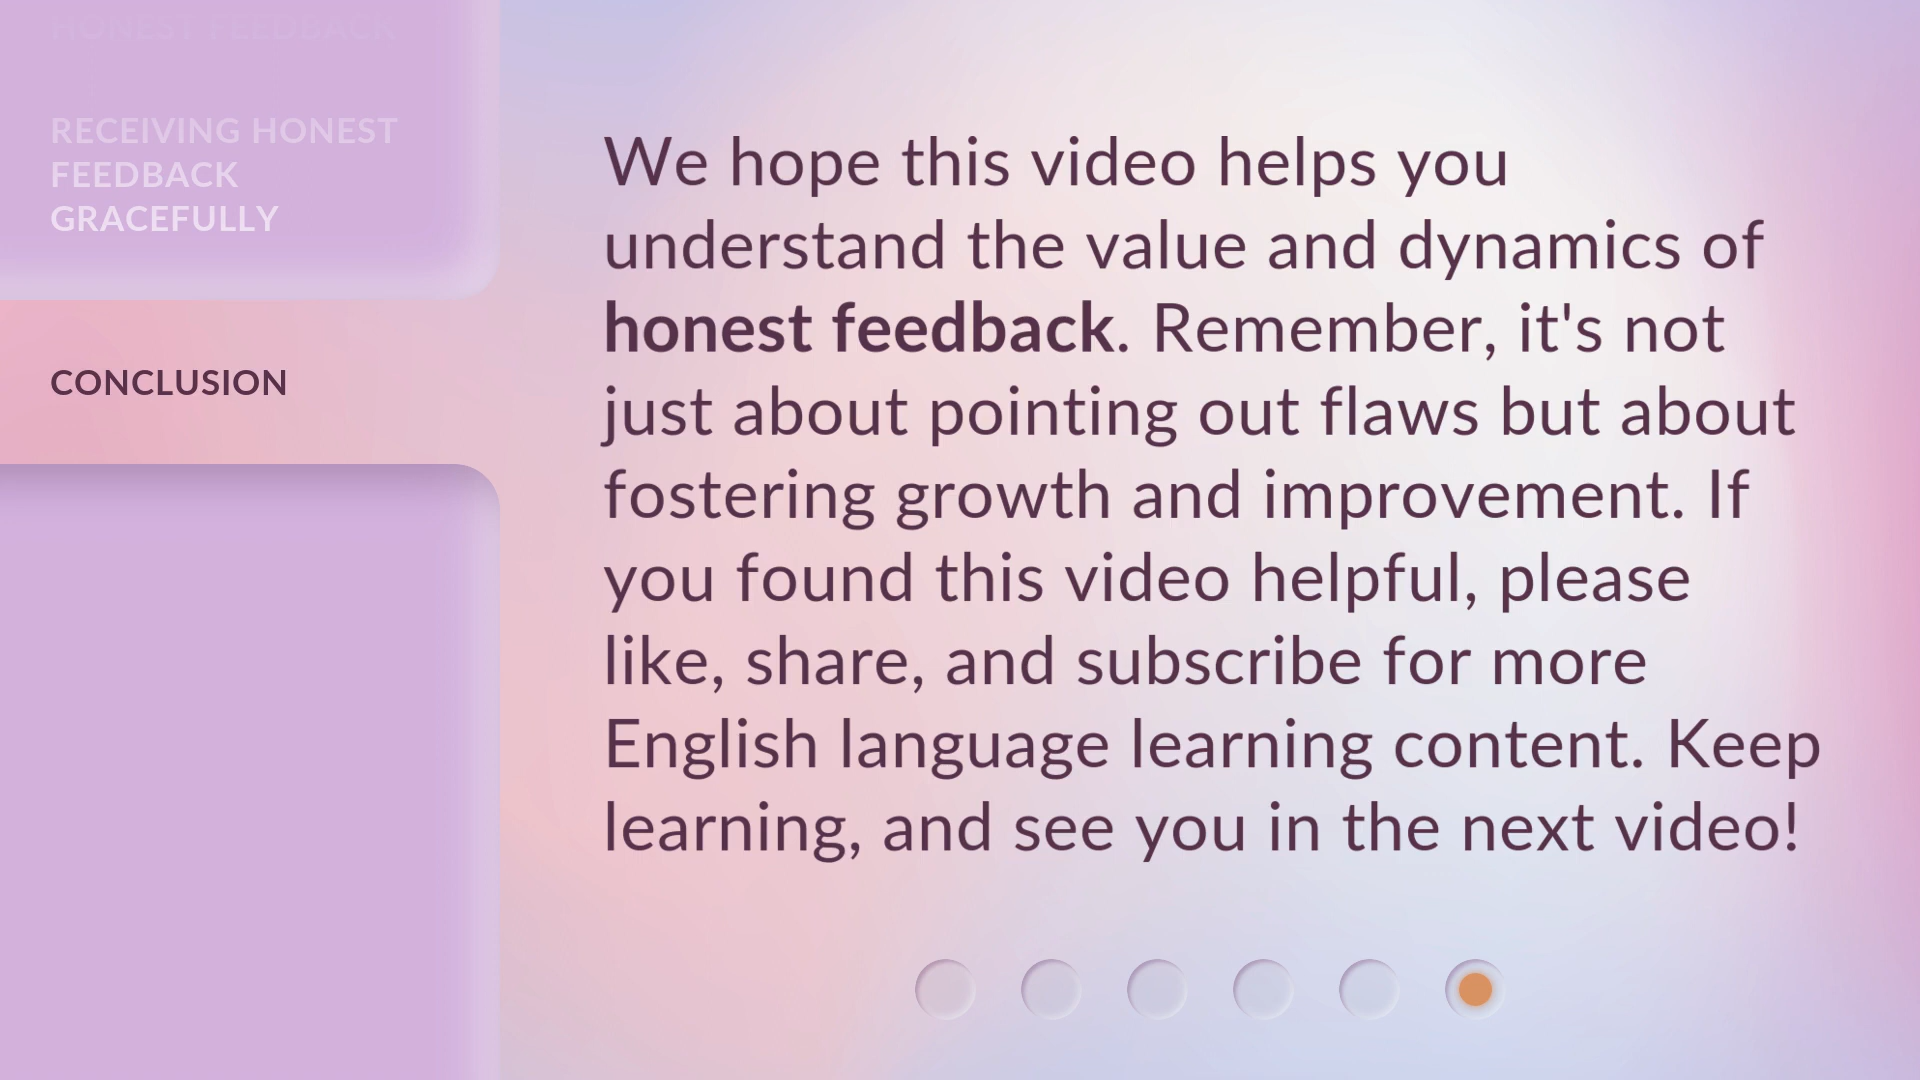 HONEST FEEDBACK
RECEIVING HONEST
FEEDBACK
GRACEFULLY
CONCLUSION
We hope this video helps you
understand the value and dynamics of
honest feedback. Remember, it's not
just about pointing out flaws but about
fostering growth and improvement. If
you found this video helpful, please
like, share, and subscribe for more
English language learning content. Keep
learning, and see you in the next video!